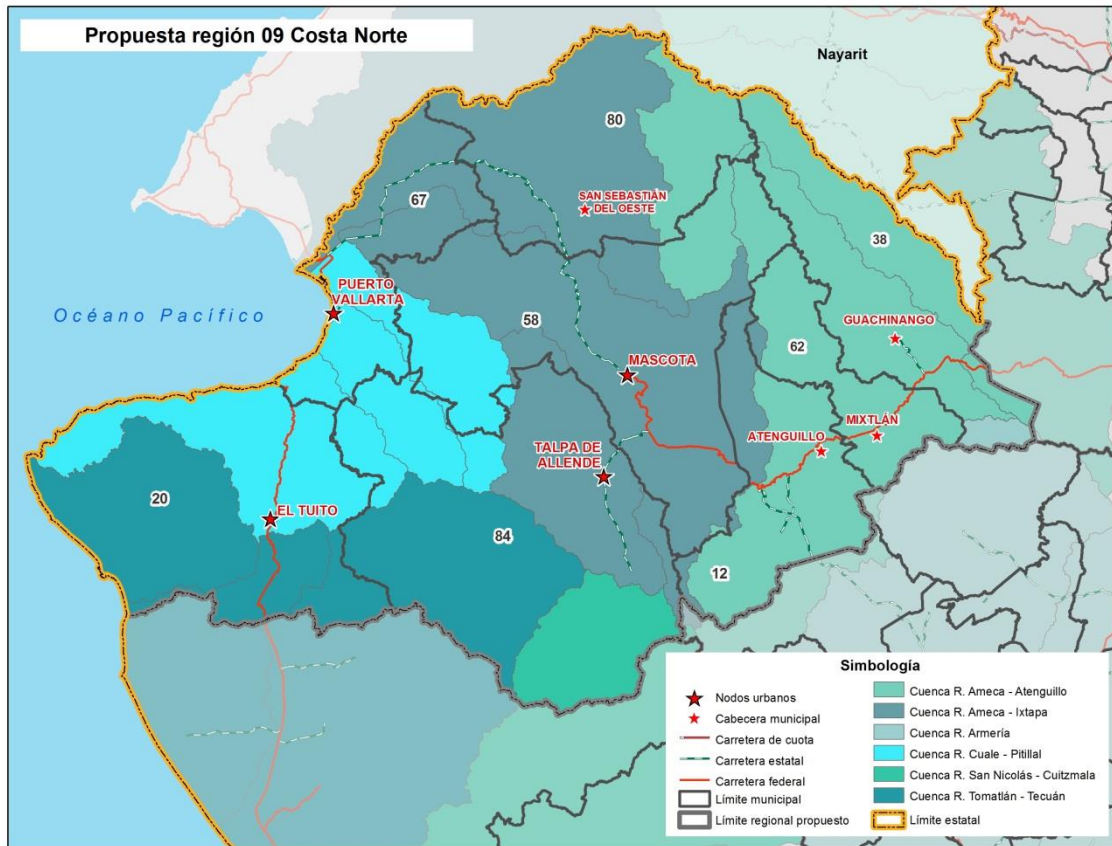 Propuesta región 09 Costa Norte
Nayarit
80
SAN SEBASTIÁN
DEL OESTE
67
38
Océano Pacífico
PUERTO
VALLARTA
58
GUACHINANGO
62
MASCOTA
MIXTLÁN
ATENGUILLO
TALPA DE
ALLENDE
20
EL TUITO
84
12
Simbología
Nodos urbanos
Cabecera municipal
Carretera de cuota
Carretera estatal
Carretera federal
Límite municipal
Límite regional propuesto
Cuenca R. Ameca - Atenguillo
Cuenca R. Ameca - Ixtapa
Cuenca R. Armería
Cuenca R. Cuale - Pitillal
Cuenca R. San Nicolás - Cuitzmala
Cuenca R. Tomatlán - Tecuán
Límite estatal